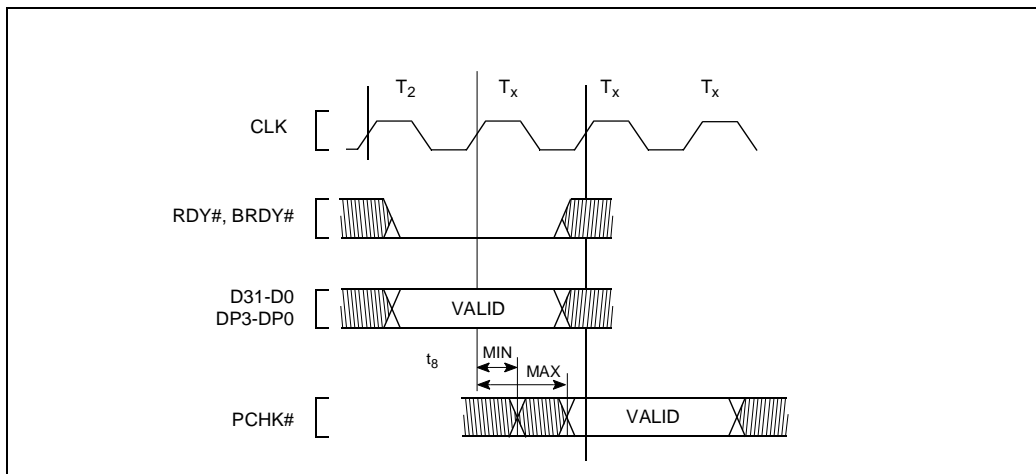 T2 Tx Tx Tx
CLK
RDY#, BRDY#
D31-D0
DP3-DP0
VALID
t8
MIN
MAX
PCHK#
VALID